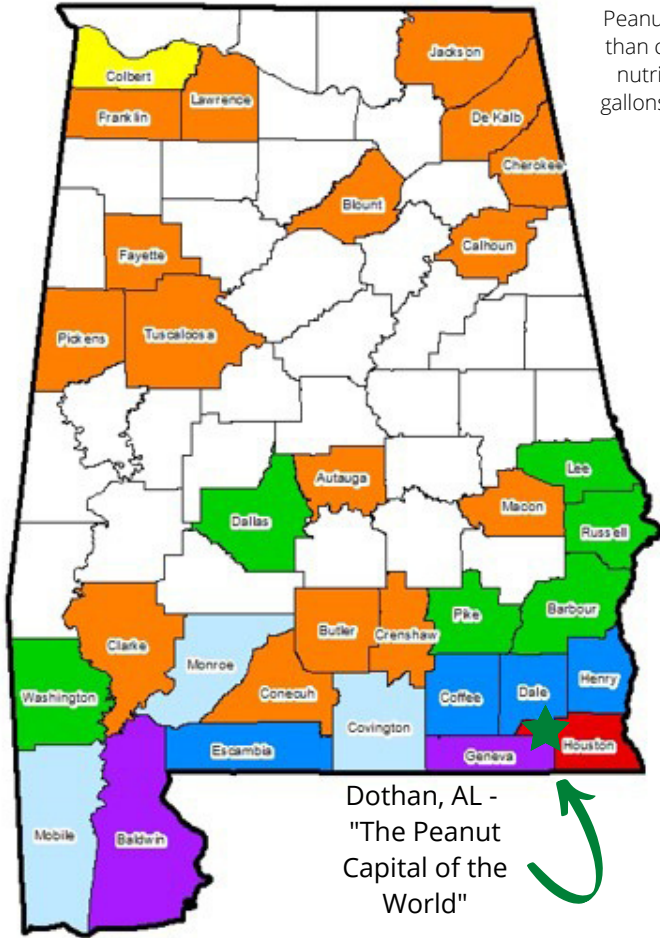 Peanu
than c
nutri
gallons
Jackson
Colbert
Lawrence
Franklin
De Kalb
Cherokee
Blount
Calhoun
Fayette
Pickens
Tuscaloosa
Autauga
Lee
Macon
Dallas
Russell
Pike
Barbour
Clarke
Butler
Crenshaw
Monroe
Washington
Conecuh
Coffee
Dale
Henry
Covington
Escambia
Geneva
Houston
Mobile
Baldwin
Dothan, AL -
"The Peanut
Capital of the
World"